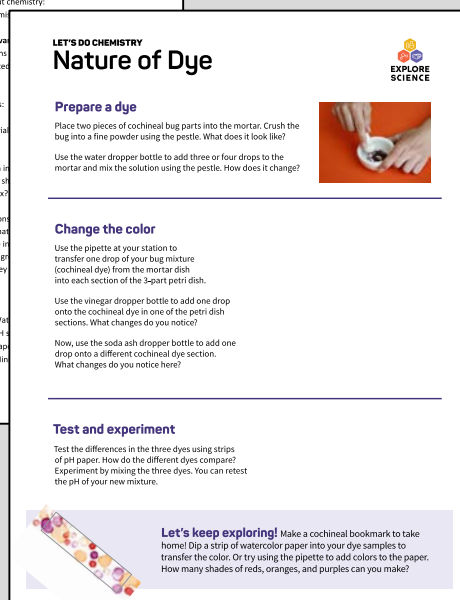 t chemistry:
LET'S DO CHEMISTRY
Nature of Dye
EXPLORE
SCIENCE
Prepare a dye
Place two pieces of cochineal bug parts into the mortar. Crush the
bug into a fine powder using the pestle. What does it look like?
Use the water dropper bottle to add three or four drops to the
mortar and mix the solution using the pestle. How does it change?
Change the color
Use the pipette at your station to
transfer one drop of your bug mixture
(cochineal dye) from the mortar dish
into each section of the 3-part petri dish.
Use the vinegar dropper bottle to add one drop
onto the cochineal dye in one of the petri dish
sections. What changes do you notice?
Now, use the soda ash dropper bottle to add one
drop onto a different cochineal dye section.
What changes do you notice here?
Test and experiment
Test the differences in the three dyes using strips
of pH paper. How do the different dyes compare?
Experiment by mixing the three dyes. You can retest
the pH of your new mixture.
Let's keep exploring! Make a cochineal bookmark to take
home! Dip a strip of watercolor paper into your dye samples to
transfer the color. Or try using the pipette to add colors to the paper.
How many shades of reds, oranges, and purples can you make?